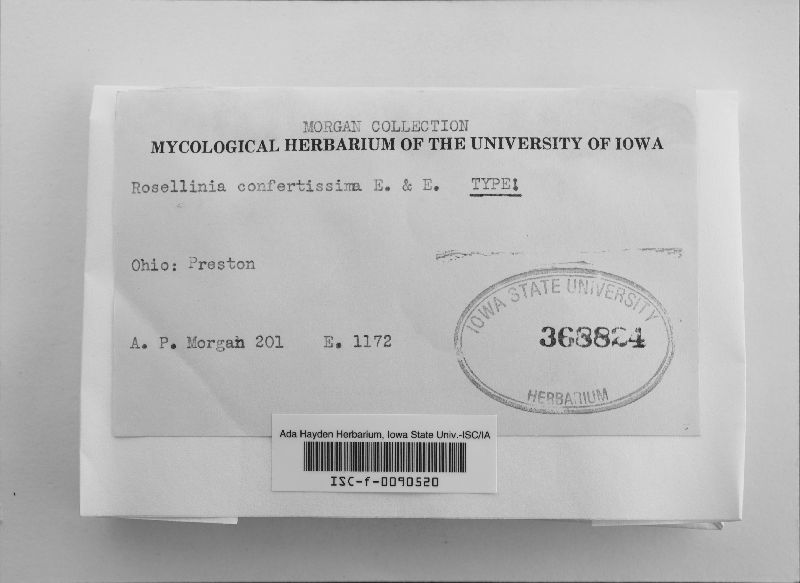 MORGAN COLLECTION
MYCOLOGICAL HERBARIUM OF THE UNIVERSITY OF IOWA
Rosellinia confertissima E. & E. TYPE!
Ohio: Preston
IOWA STATE UNIVERSITY
368824
HERBARIUM
A. P. Morgan 201 E. 1172
Ada Hayden Herbarium, Iowa State Univ.-ISC/IA
ISC-f-0090520